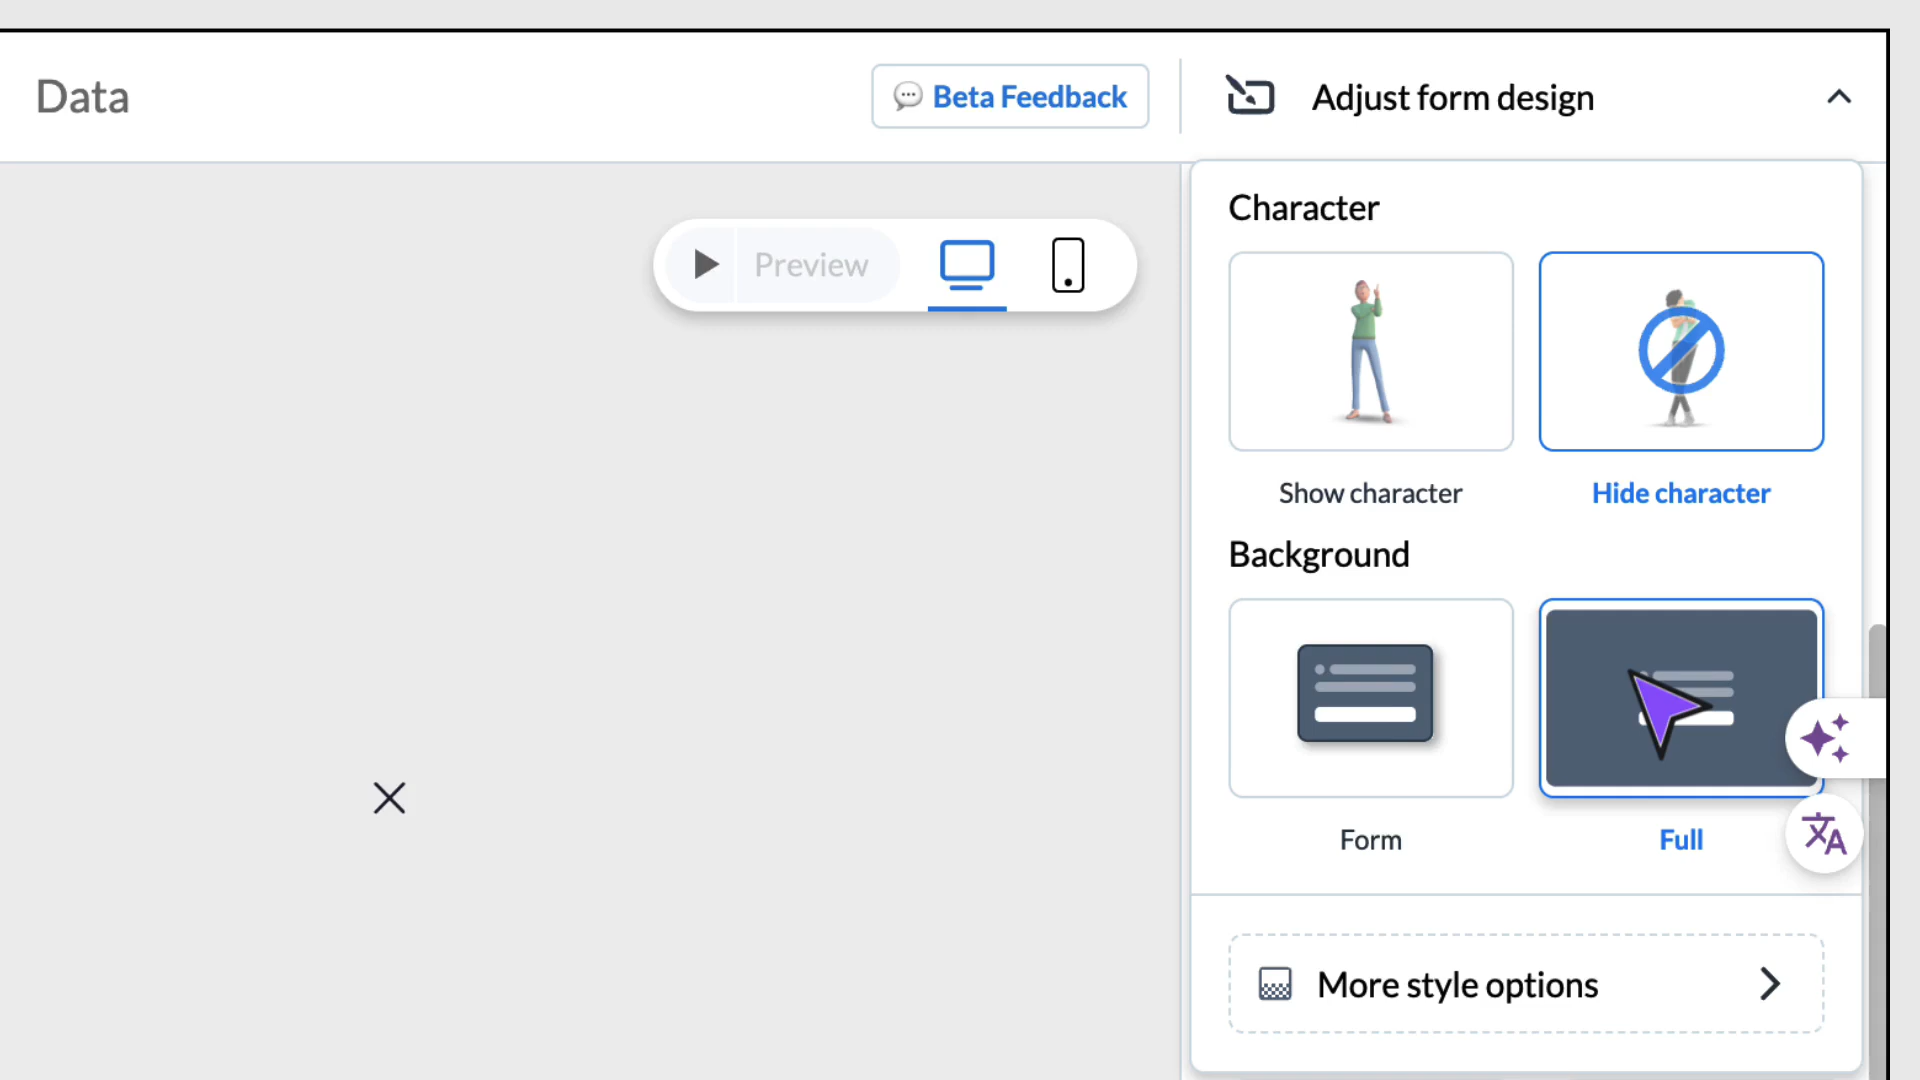 Data
Beta Feedback
Adjust form design
Preview
Character
Show character
Hide character
Background
Form
Full
More style options